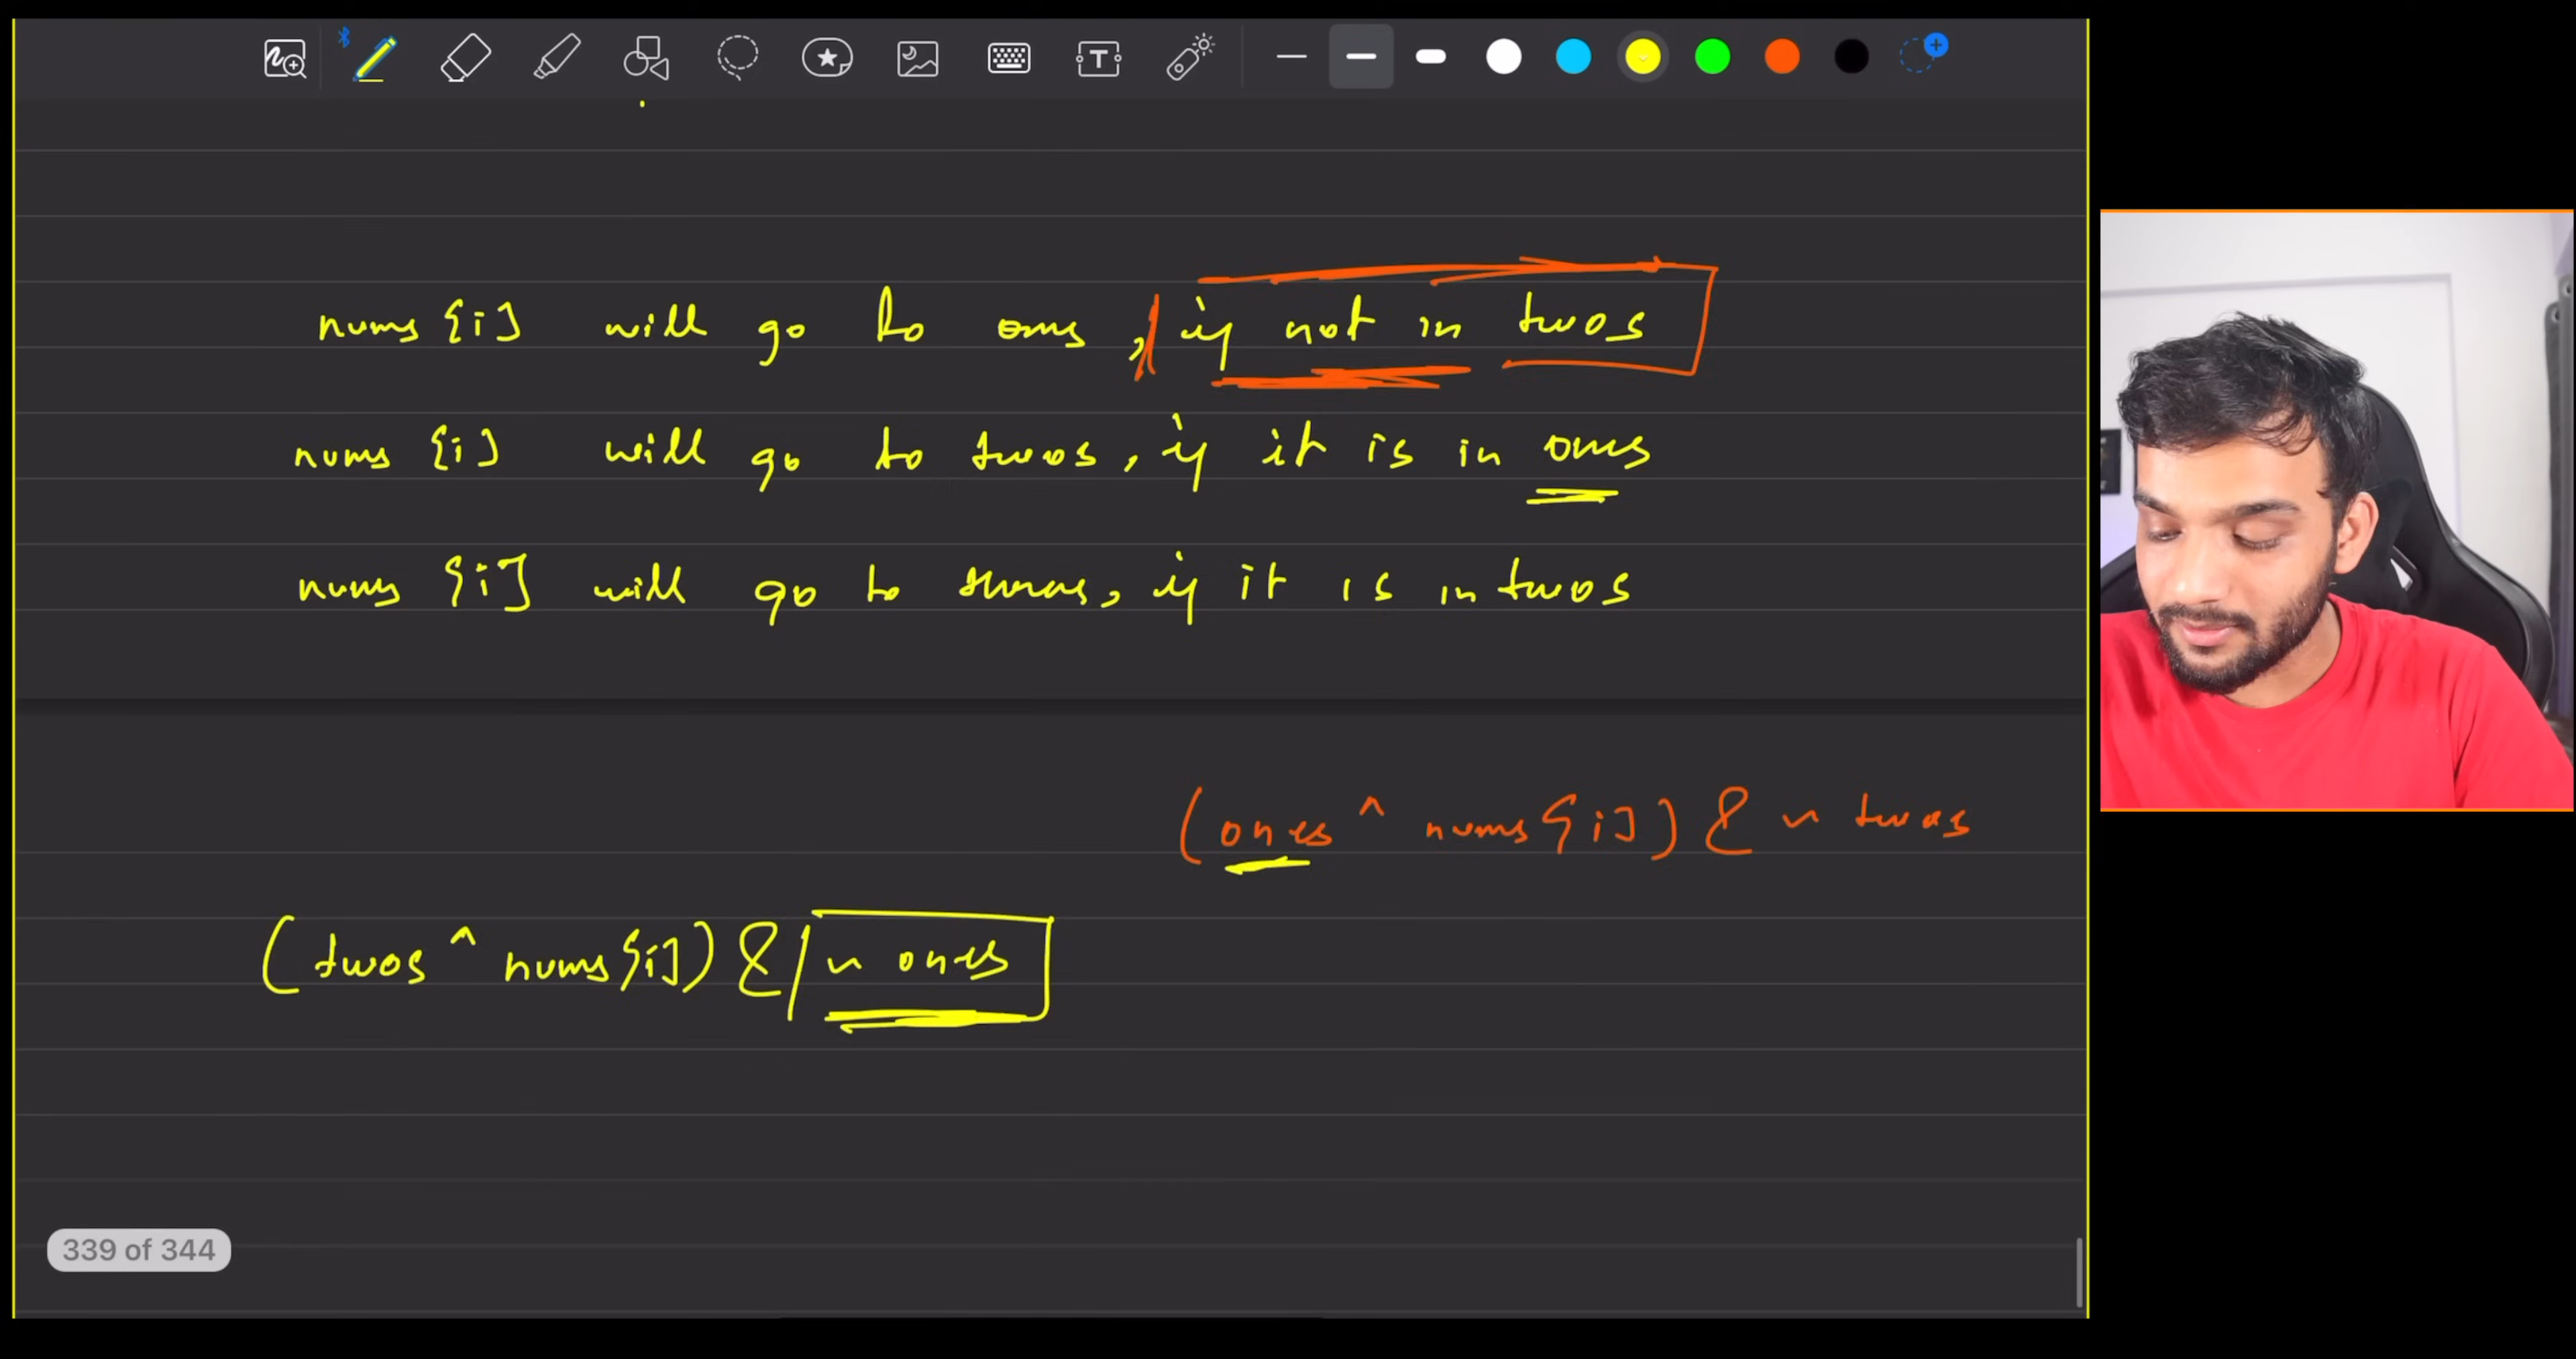 nums [i] will go to ones, if not in twos
nums [i] will go to twos, if it is in ones
nums [i] will go to threes, if it is in twos
(ones ^ nums[i]) & ~ twos
(twos ^ nums[i]) & ~ ones
339 of 344